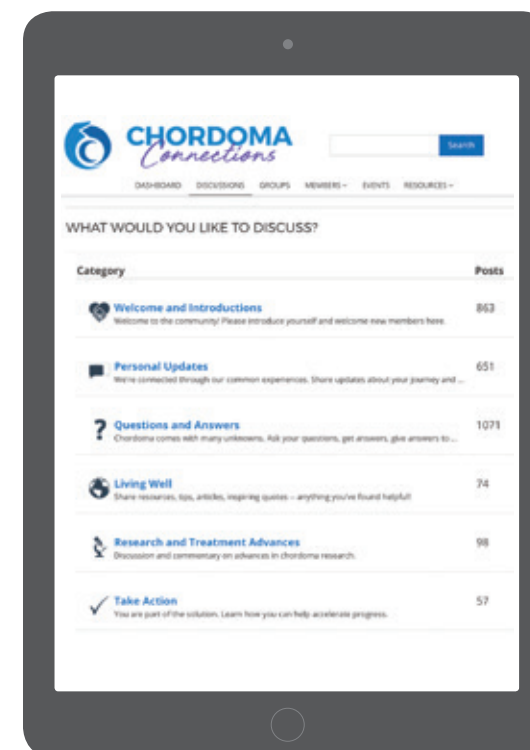 CHORDOMA
Connections
Search
DASHBOARD DISCUSSIONS GROUPS MEMBERS EVENTS RESOURCES
WHAT WOULD YOU LIKE TO DISCUSS?
Category Posts
Welcome and Introductions 863
Welcome to the community! Please introduce yourself and welcome new members here.
Personal Updates 651
We're connected through our common experiences. Share updates about your journey and ...
Questions and Answers 1071
Chordoma comes with many unknowns. Ask your questions, get answers, give answers to ...
Living Well 74
Share resources, tips, articles, inspiring quotes – anything you've found helpful!
Research and Treatment Advances 98
Discussion and commentary on advances in chordoma research.
Take Action 57
You are part of the solution. Learn how you can help accelerate progress.